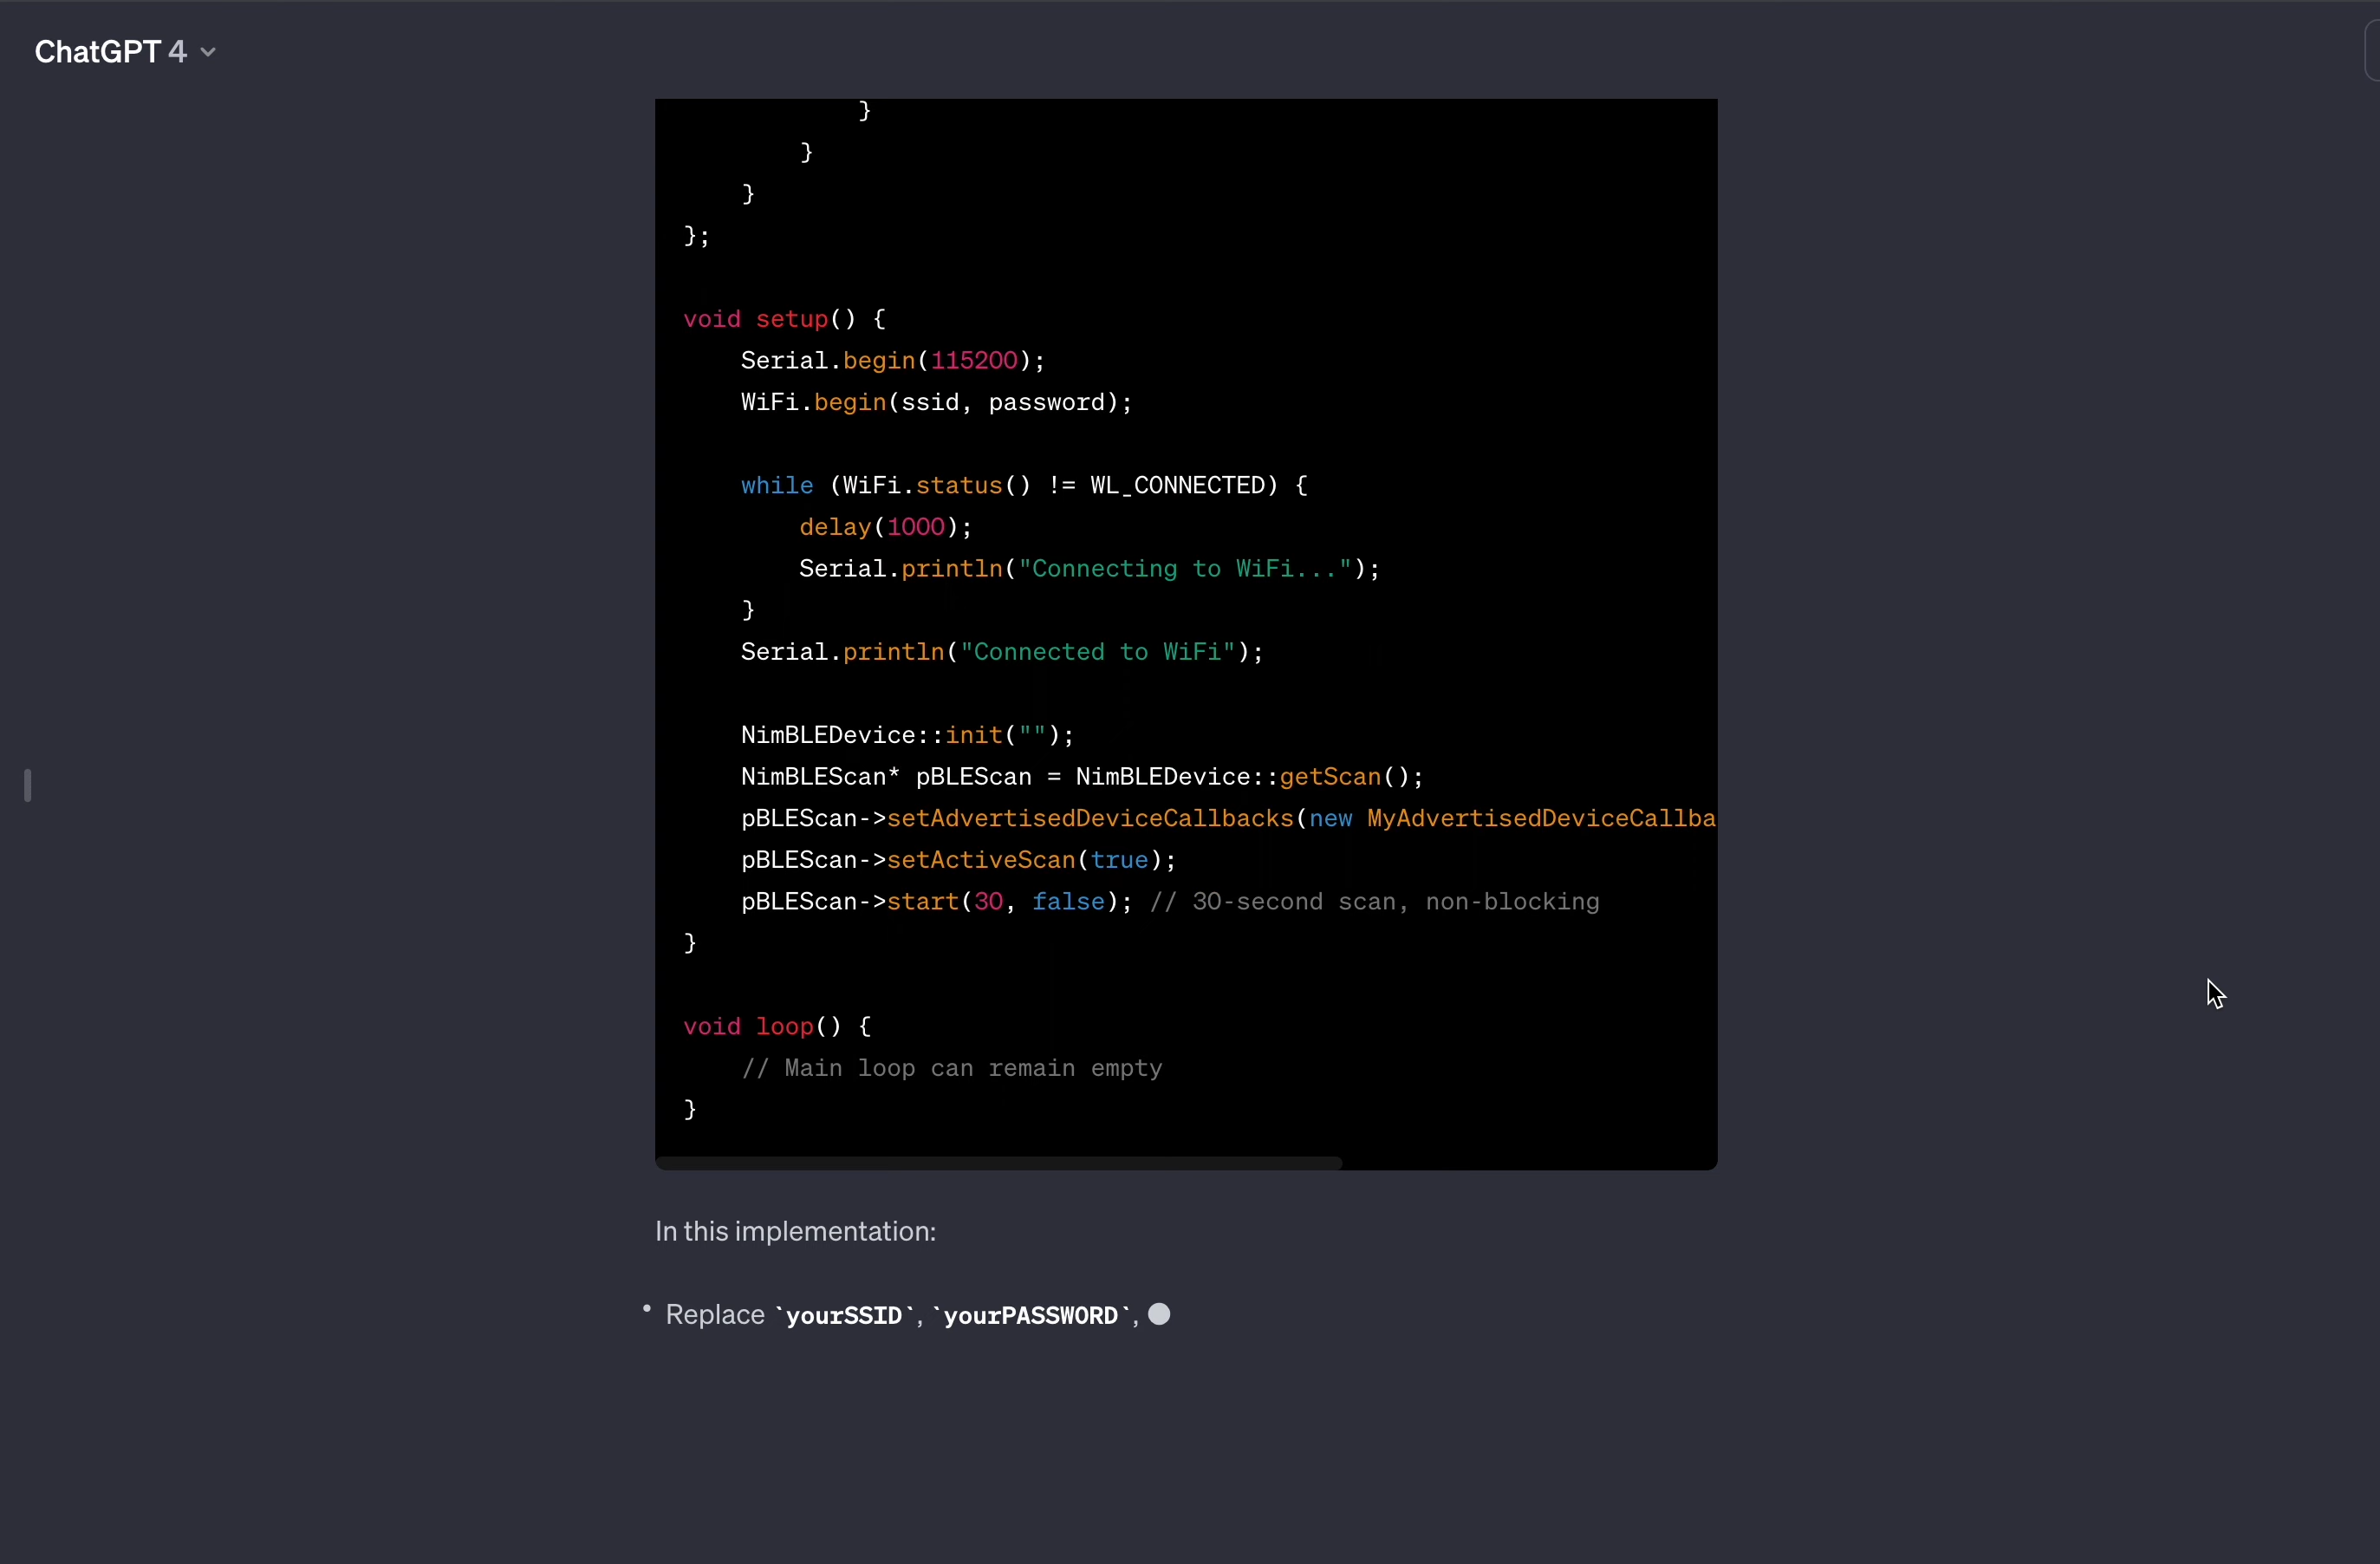 ChatGPT 4
}
}
}
};
void setup() {
Serial.begin(115200);
WiFi.begin(ssid, password);
while (WiFi.status() != WL_CONNECTED) {
delay(1000);
Serial.println("Connecting to WiFi...");
}
Serial.println("Connected to WiFi");
NimBLEDevice::init("");
NimBLEScan* pBLEScan = NimBLEDevice::getScan();
pBLEScan->setAdvertisedDeviceCallbacks(new MyAdvertisedDeviceCallba
pBLEScan->setActiveScan(true);
pBLEScan->start(30, false); // 30-second scan, non-blocking
}
void loop() {
// Main loop can remain empty
}
In this implementation:
• Replace `yourSSID`, `yourPASSWORD`,